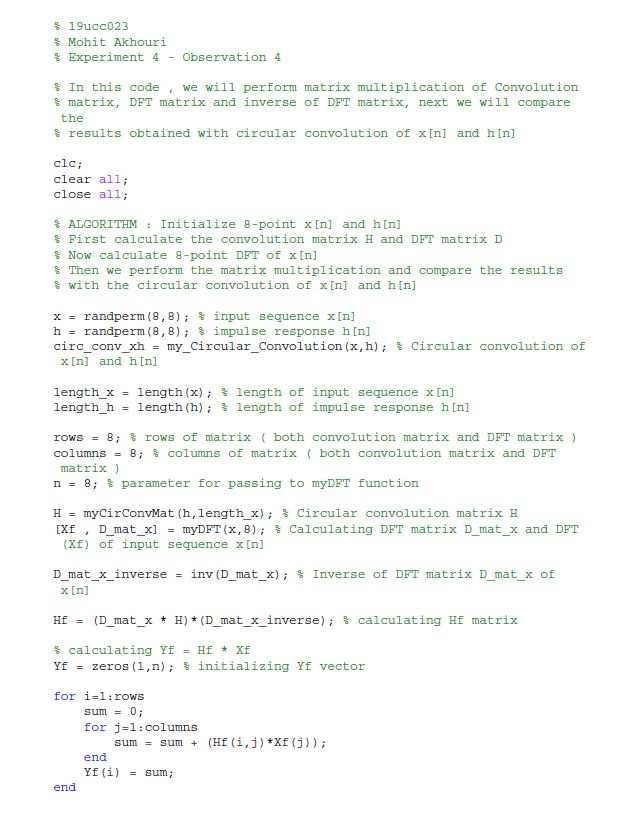 % 19ucc023
% Mohit Akhouri
% Experiment 4 - Observation 4

% In this code , we will perform matrix multiplication of Convolution
% matrix, DFT matrix and inverse of DFT matrix, next we will compare
 the
% results obtained with circular convolution of x[n] and h[n]

clc;
clear all;
close all;

% ALGORITHM : Initialize 8-point x[n] and h[n]
% First calculate the convolution matrix H and DFT matrix D
% Now calculate 8-point DFT of x[n]
% Then we perform the matrix multiplication and compare the results
% with the circular convolution of x[n] and h[n]

x = randperm(8,8); % input sequence x[n]
h = randperm(8,8); % impulse response h[n]
circ_conv_xh = my_Circular_Convolution(x,h); % Circular convolution of
 x[n] and h[n]

length_x = length(x); % length of input sequence x[n]
length_h = length(h); % length of impulse response h[n]

rows = 8; % rows of matrix ( both convolution matrix and DFT matrix )
columns = 8; % columns of matrix ( both convolution matrix and DFT
 matrix )
n = 8; % parameter for passing to myDFT function

H = myCirConvMat(h,length_x); % Circular convolution matrix H
[Xf , D_mat_x] = myDFT(x,8); % Calculating DFT matrix D_mat_x and DFT
 (Xf) of input sequence x[n]

D_mat_x_inverse = inv(D_mat_x); % Inverse of DFT matrix D_mat_x of
 x[n]

Hf = (D_mat_x * H)*(D_mat_x_inverse); % calculating Hf matrix

% calculating Yf = Hf * Xf
Yf = zeros(1,n); % initializing Yf vector

for i=1:rows
    sum = 0;
    for j=1:columns
        sum = sum + (Hf(i,j)*Xf(j));
    end
    Yf(i) = sum;
end